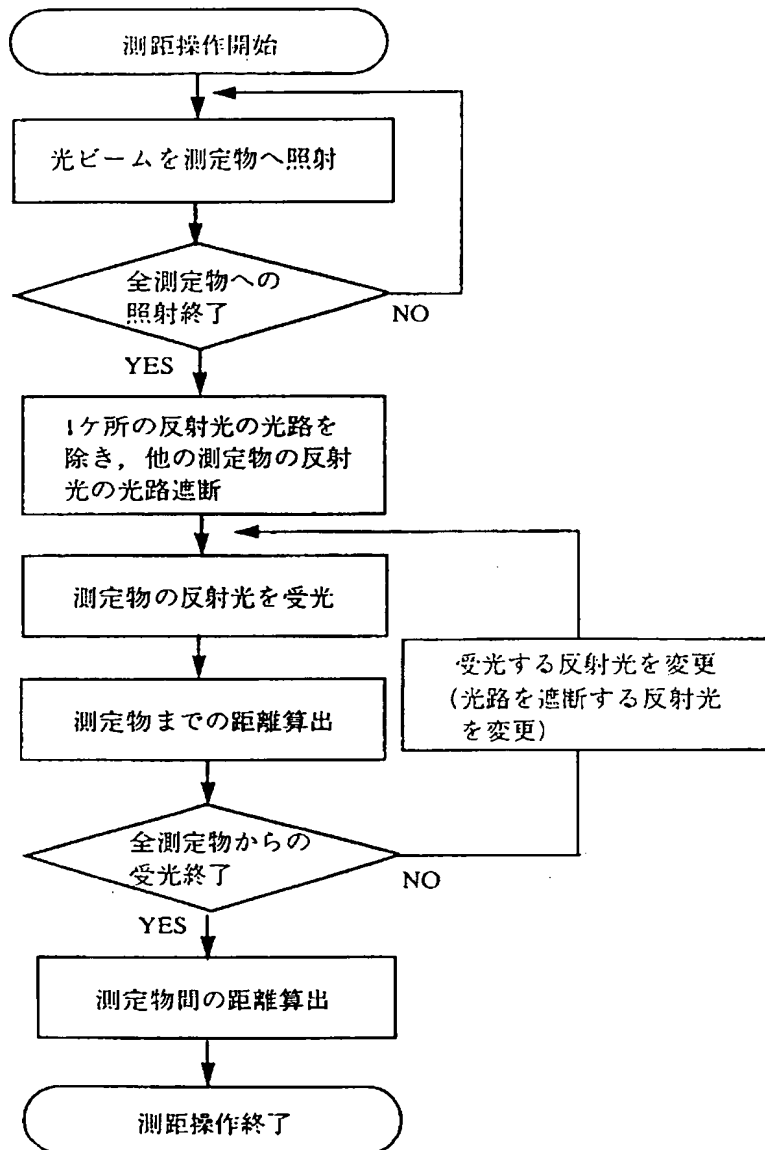 測距操作開始
光ビームを測定物へ照射
全測定物への
照射終了
NO
YES
1ケ所の反射光の光路を
除き，他の測定物の反射
光の光路遮断
測定物の反射光を受光
受光する反射光を変更
(光路を遮断する反射光
を変更)
測定物までの距離算出
全測定物からの
受光終了
NO
YES
測定物間の距離算出
測距操作終了